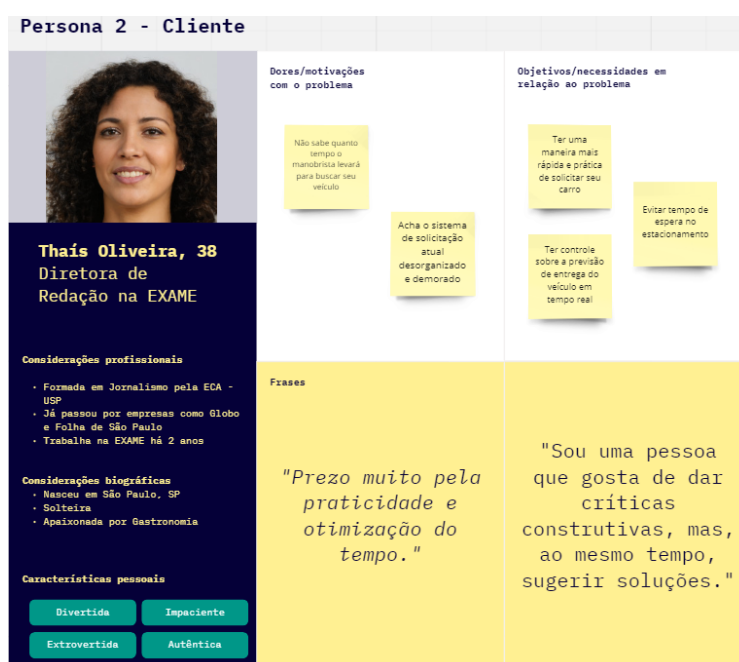 Persona 2 - Cliente
Thaís Oliveira, 38
Diretora de
Redação na EXAME
Considerações profissionais
• Formada em Jornalismo pela ECA -
USP
• Já passou por empresas como Globo
e Folha de São Paulo
• Trabalha na EXAME há 2 anos
Considerações biográficas
• Nasceu em São Paulo, SP
• Solteira
• Apaixonada por Gastronomia
Características pessoais
Divertida
Impaciente
Extrovertida
Autêntica
Dores/motivações
com o problema
Não sabe quanto
tempo o
manobrista levará
para buscar seu
veículo
Acha o sistema
de solicitação
atual
desorganizado
e demorado
Objetivos/necessidades em
relação ao problema
Ter uma
maneira mais
rápida e prática
de solicitar seu
carro
Evitar tempo de
espera no
estacionamento
Ter controle
sobre a previsão
de entrega do
veículo em
tempo real
Frases
"Prezo muito pela
praticidade e
otimização do
tempo."
"Sou uma pessoa
que gosta de dar
críticas
construtivas, mas,
ao mesmo tempo,
sugerir soluções."